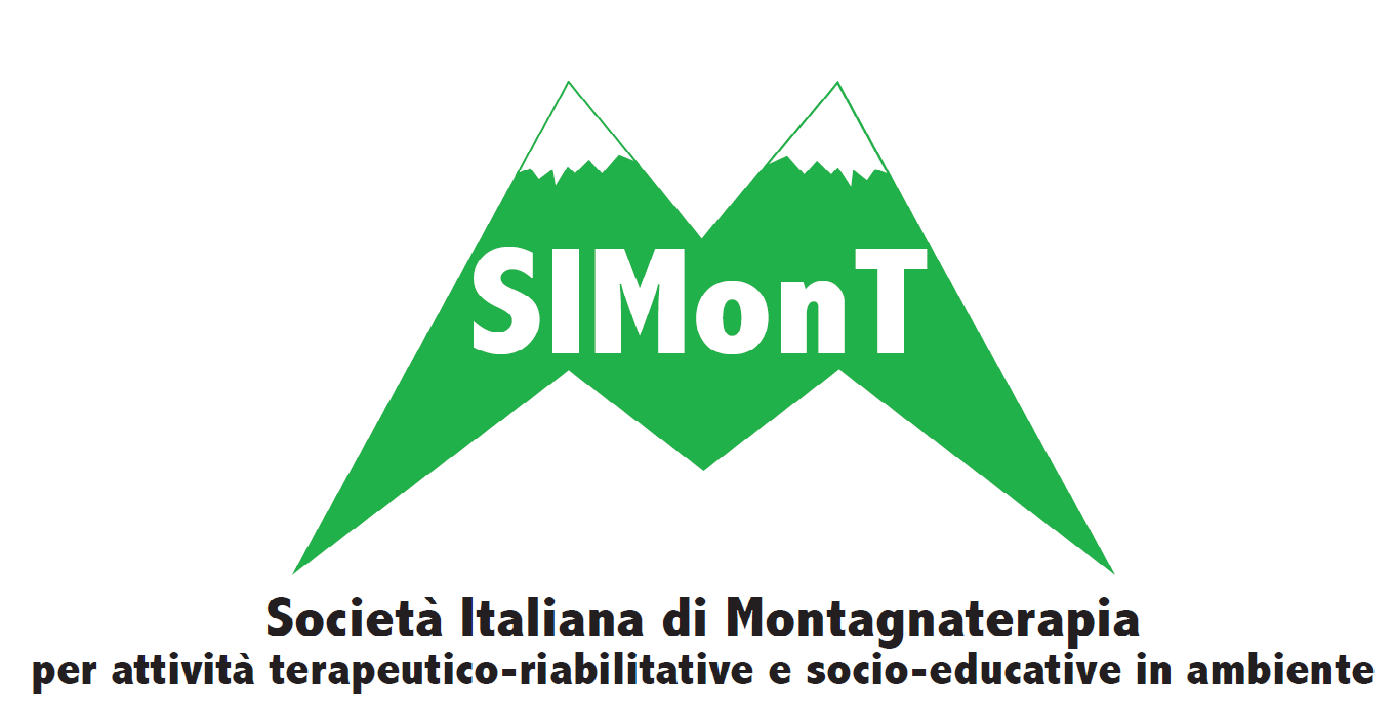 SIMonT
Società Italiana di Montagnaterapia
per attività terapeutico-riabilitative e socio-educative in ambiente